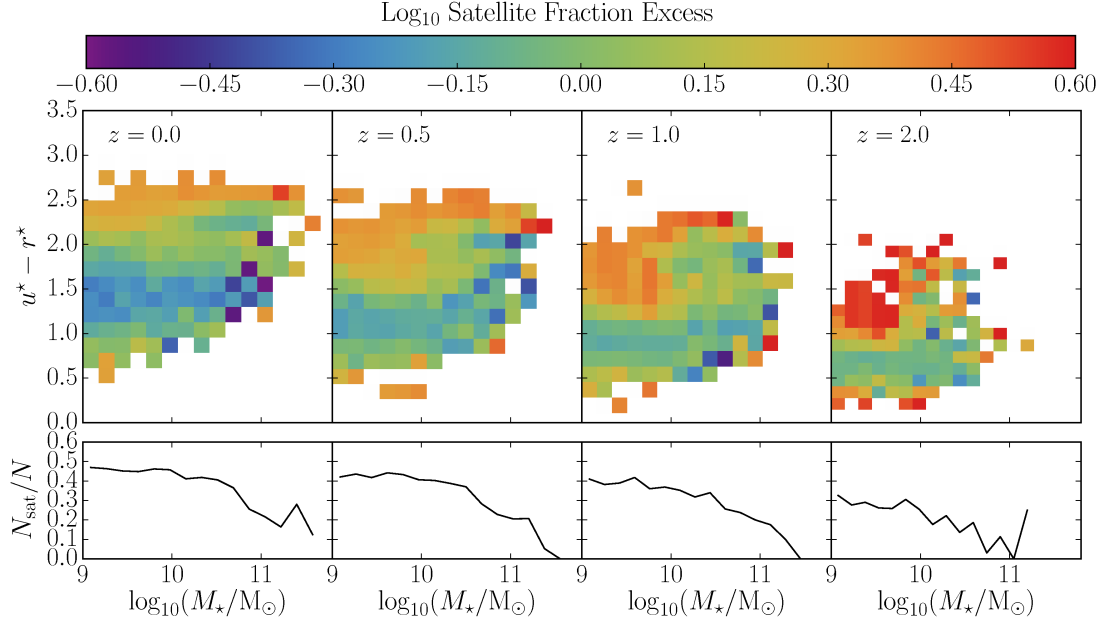 Log₁₀ Satellite Fraction Excess
−0.60 −0.45 −0.30 −0.15 0.00 0.15 0.30 0.45 0.60
3.5
3.0
2.5
2.0
1.5
1.0
0.5
0.0
u⋆ − r⋆
z = 0.0 z = 0.5 z = 1.0 z = 2.0
0.6
0.5
0.4
0.3
0.2
0.1
0.0
N_sat/N
9 10 11 9 10 11 9 10 11 9 10 11
log₁₀(M⋆/M⊙) log₁₀(M⋆/M⊙) log₁₀(M⋆/M⊙) log₁₀(M⋆/M⊙)